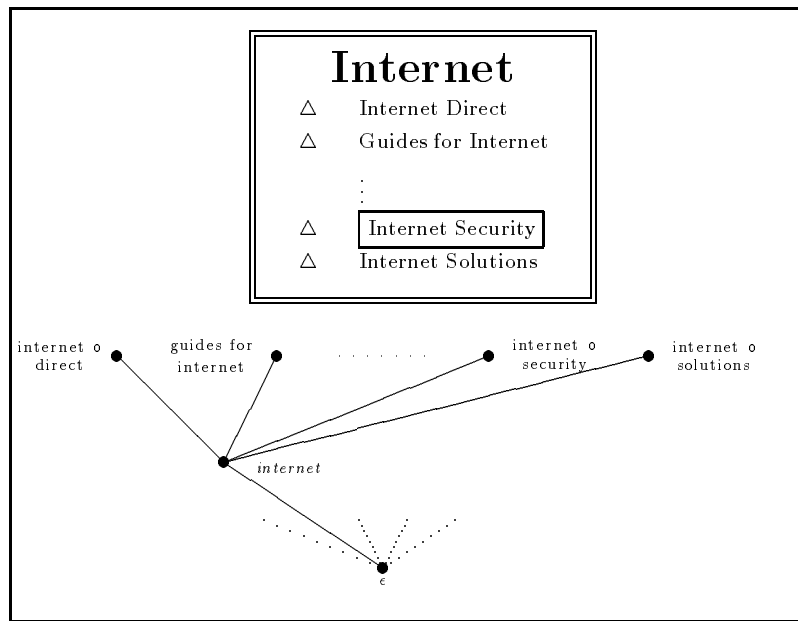 Internet
△ Internet Direct
△ Guides for Internet
⋮
△ Internet Security
△ Internet Solutions
internet o
direct
guides for
internet
. . . . . . .
internet o
security
internet o
solutions
internet
ϵ